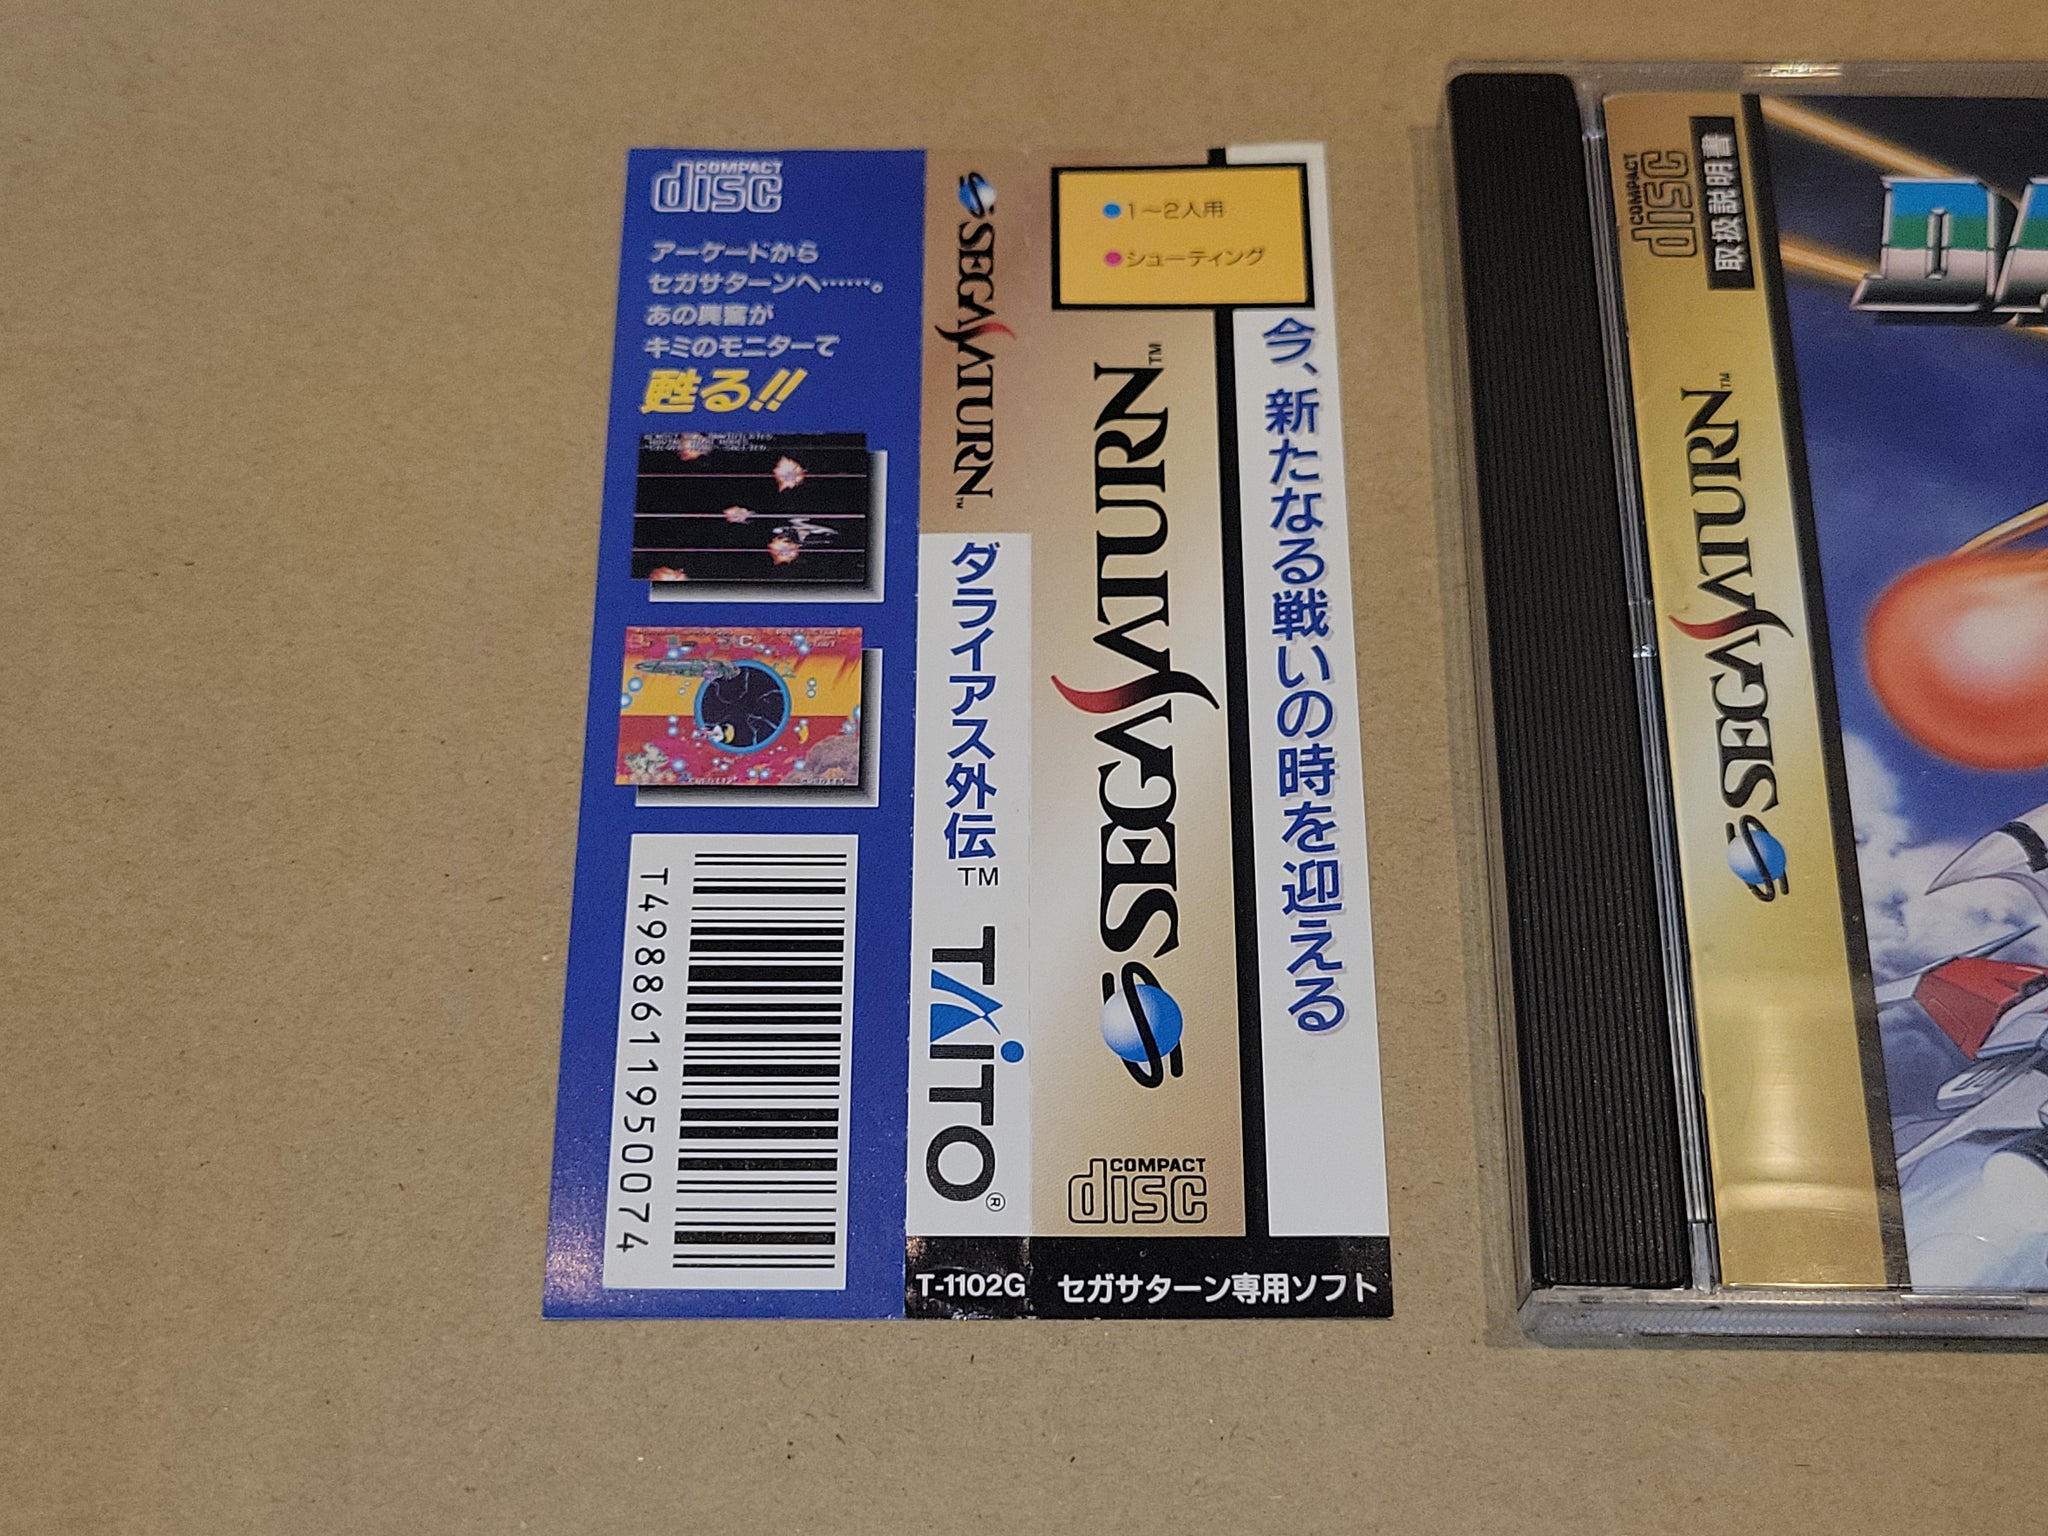 COMPACT
disc
アーケードから
セガサターンへ……。
あの興奮が
キミのモニターで
甦る!!
T4988611950074
SEGA SATURN™
ダライアス外伝™
TAITO®
T-1102G
●1～2人用
●シューティング
SEGA SATURN™
COMPACT
disc
今、新たなる戦いの時を迎える
セガサターン専用ソフト
COMPACT
disc
取扱説明書
SEGA SATURN™